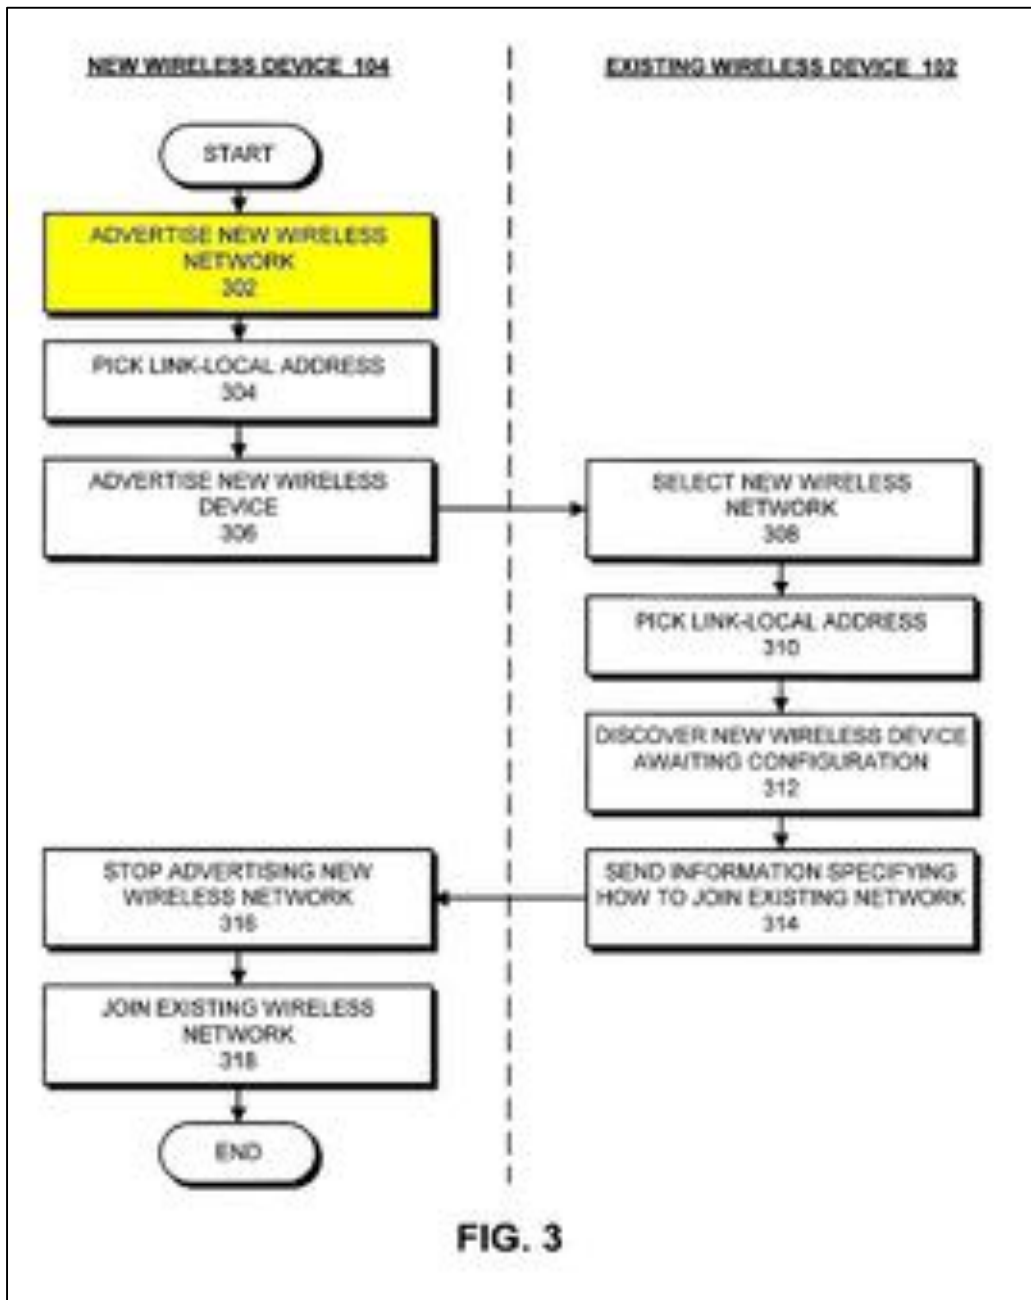 NEW WIRELESS DEVICE 104
EXISTING WIRELESS DEVICE 102
START
ADVERTISE NEW WIRELESS
NETWORK
302
PICK LINK-LOCAL ADDRESS
304
ADVERTISE NEW WIRELESS
DEVICE
306
SELECT NEW WIRELESS
NETWORK
308
PICK LINK-LOCAL ADDRESS
310
DISCOVER NEW WIRELESS DEVICE
AWAITING CONFIGURATION
312
SEND INFORMATION SPECIFYING
HOW TO JOIN EXISTING NETWORK
314
STOP ADVERTISING NEW
WIRELESS NETWORK
316
JOIN EXISTING WIRELESS
NETWORK
318
END
FIG. 3